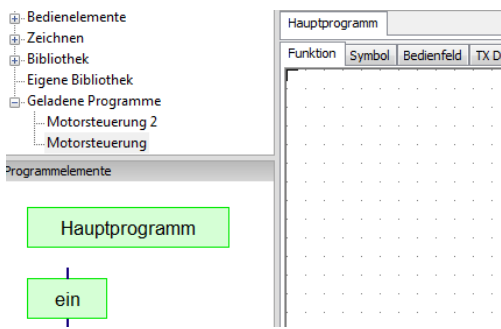 Bedienelemente
Zeichnen
Bibliothek
Eigene Bibliothek
Geladene Programme
Motorsteuerung 2
Motorsteuerung
Programmelemente
Hauptprogramm
ein
Hauptprogramm
Funktion Symbol Bedienfeld TX D